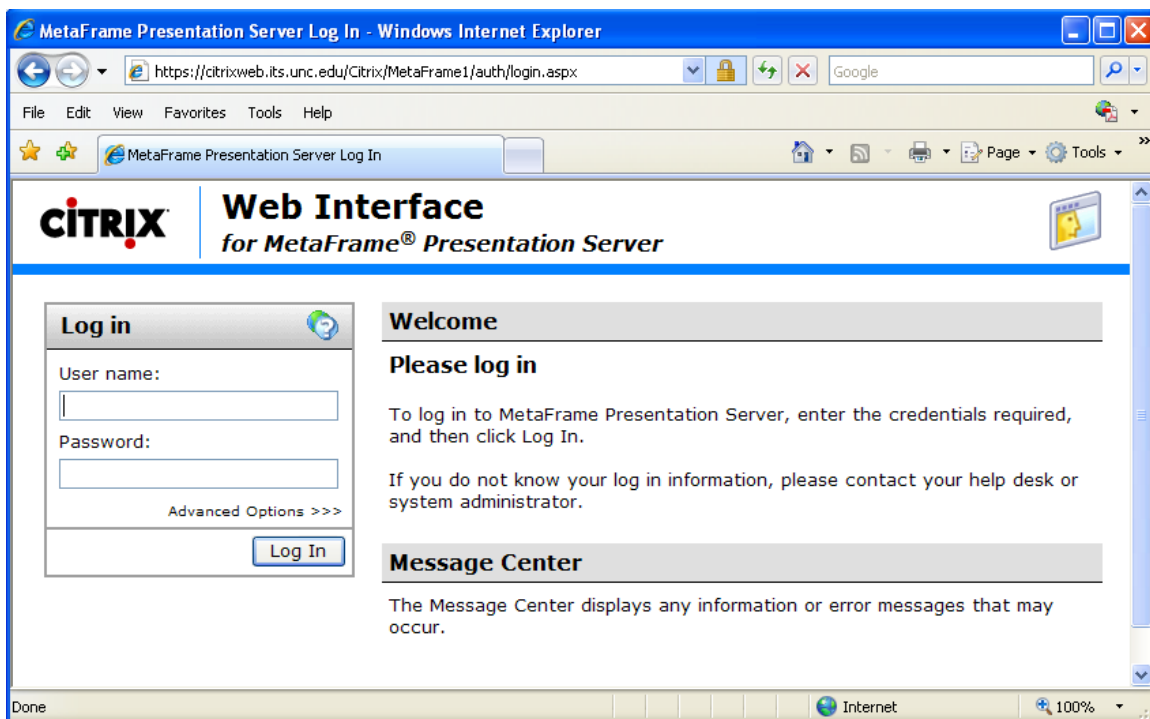 MetaFrame Presentation Server Log In - Windows Internet Explorer
https://citrixweb.its.unc.edu/Citrix/MetaFrame1/auth/login.aspx
Google
File Edit View Favorites Tools Help
MetaFrame Presentation Server Log In
Page Tools »
CITRIX
Web Interface
for MetaFrame® Presentation Server
Log in
User name:
Password:
Advanced Options >>>
Log In
Welcome
Please log in
To log in to MetaFrame Presentation Server, enter the credentials required,
and then click Log In.
If you do not know your log in information, please contact your help desk or
system administrator.
Message Center
The Message Center displays any information or error messages that may
occur.
Done Internet 100%